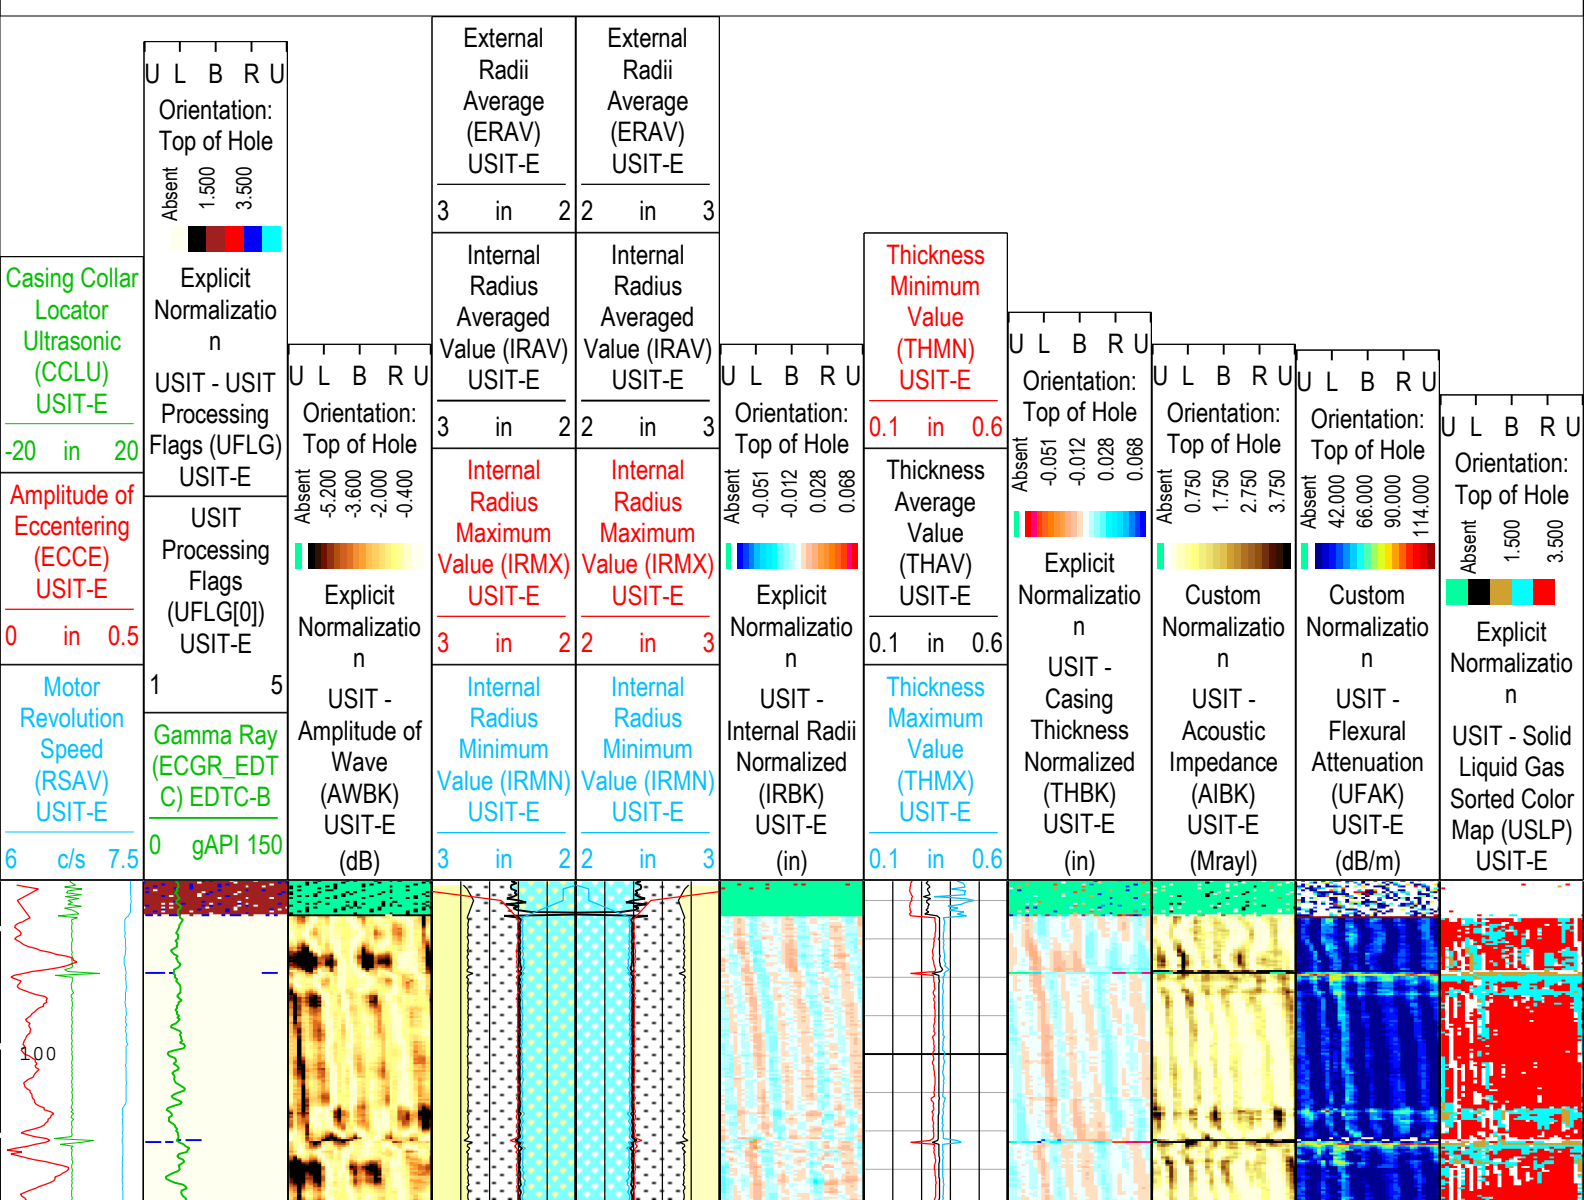 Casing Collar
Locator
Ultrasonic
(CCLU)
USIT-E
-20 in 20
Amplitude of
Eccentering
(ECCE)
USIT-E
0 in 0.5
Motor
Revolution
Speed
(RSAV)
USIT-E
6 c/s 7.5
U L B R U
Orientation:
Top of Hole
Absent
1.500
3.500
Explicit
Normalizatio
n
USIT - USIT
Processing
Flags (UFLG)
USIT-E
USIT
Processing
Flags
(UFLG[0])
USIT-E
1 5
Gamma Ray
(ECGR_EDT
C) EDTC-B
0 gAPI 150
U L B R U
Orientation:
Top of Hole
Absent
-5.200
-3.600
-2.000
-0.400
Explicit
Normalizatio
n
USIT -
Amplitude of
Wave
(AWBK)
USIT-E
(dB)
External
Radii
Average
(ERAV)
USIT-E
3 in 2
Internal
Radius
Averaged
Value (IRAV)
USIT-E
3 in 2
Internal
Radius
Maximum
Value (IRMX)
USIT-E
3 in 2
Internal
Radius
Minimum
Value (IRMN)
USIT-E
3 in 2
External
Radii
Average
(ERAV)
USIT-E
2 in 3
Internal
Radius
Averaged
Value (IRAV)
USIT-E
2 in 3
Internal
Radius
Maximum
Value (IRMX)
USIT-E
2 in 3
Internal
Radius
Minimum
Value (IRMN)
USIT-E
2 in 3
U L B R U
Orientation:
Top of Hole
Absent
-0.051
-0.012
0.028
0.068
Explicit
Normalizatio
n
USIT -
Internal Radii
Normalized
(IRBK)
USIT-E
(in)
Thickness
Minimum
Value
(THMN)
USIT-E
0.1 in 0.6
Thickness
Average
Value
(THAV)
USIT-E
0.1 in 0.6
Thickness
Maximum
Value
(THMX)
USIT-E
0.1 in 0.6
U L B R U
Orientation:
Top of Hole
Absent
-0.051
-0.012
0.028
0.068
Explicit
Normalizatio
n
USIT -
Casing
Thickness
Normalized
(THBK)
USIT-E
(in)
U L B R U
Orientation:
Top of Hole
Absent
0.750
1.750
2.750
3.750
Custom
Normalizatio
n
USIT -
Acoustic
Impedance
(AIBK)
USIT-E
(Mrayl)
U L B R U
Orientation:
Top of Hole
Absent
42.000
66.000
90.000
114.000
Custom
Normalizatio
n
USIT -
Flexural
Attenuation
(UFAK)
USIT-E
(dB/m)
U L B R U
Orientation:
Top of Hole
Absent
1.500
3.500
Explicit
Normalizatio
n
USIT - Solid
Liquid Gas
Sorted Color
Map (USLP)
USIT-E
100